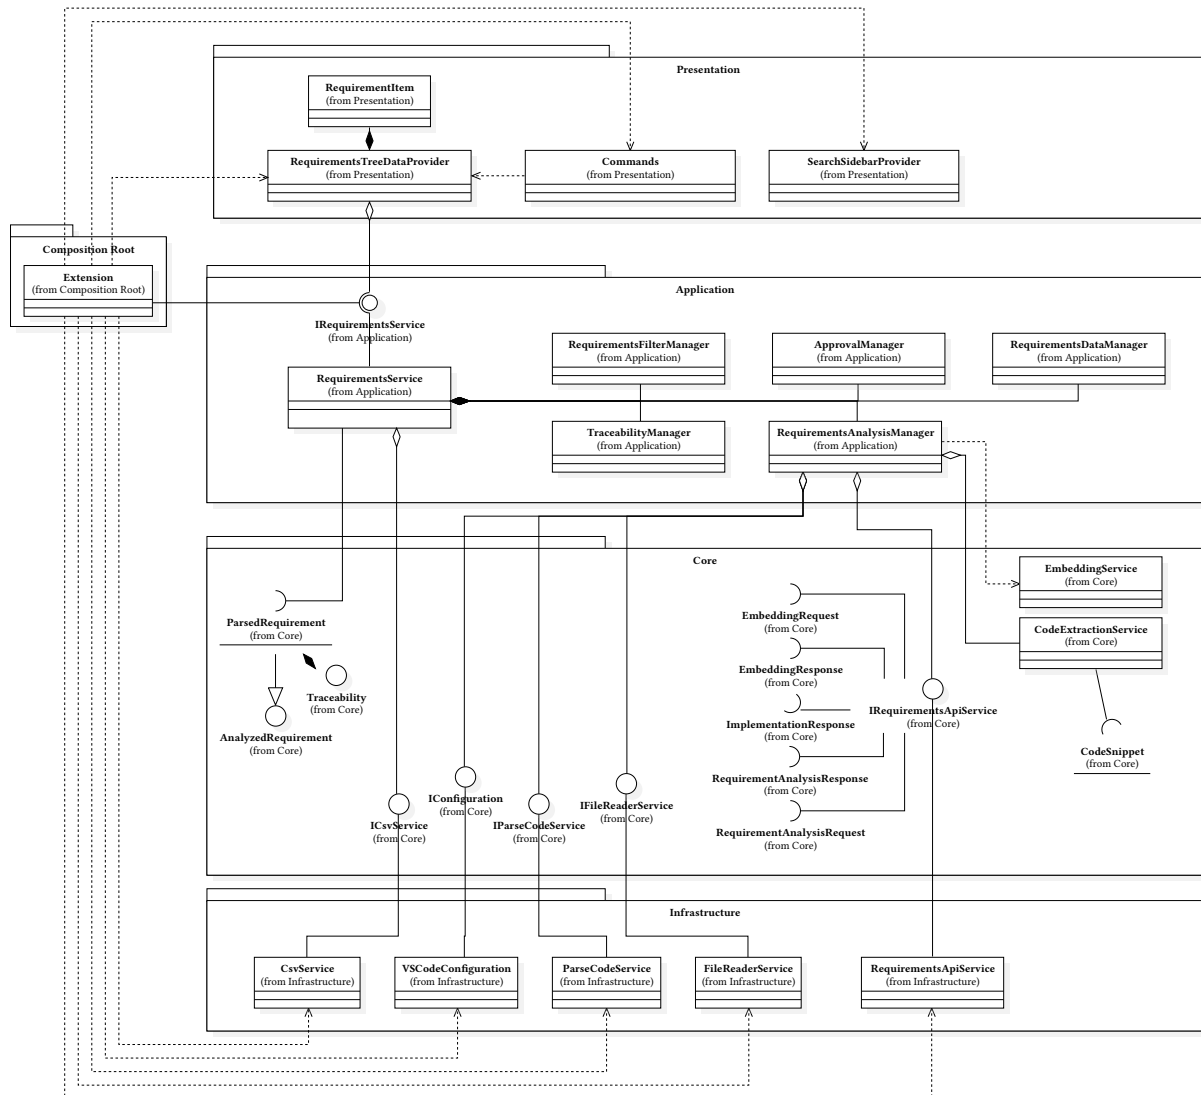 Presentation
RequirementItem
(from Presentation)
RequirementsTreeDataProvider
(from Presentation)
Commands
(from Presentation)
SearchSidebarProvider
(from Presentation)
Composition Root
Extension
(from Composition Root)
Application
IRequirementsService
(from Application)
RequirementsFilterManager
(from Application)
ApprovalManager
(from Application)
RequirementsDataManager
(from Application)
RequirementsService
(from Application)
TraceabilityManager
(from Application)
RequirementsAnalysisManager
(from Application)
Core
EmbeddingService
(from Core)
ParsedRequirement
(from Core)
EmbeddingRequest
(from Core)
CodeExtractionService
(from Core)
EmbeddingResponse
(from Core)
Traceability
(from Core)
IRequirementsApiService
(from Core)
ImplementationResponse
(from Core)
AnalyzedRequirement
(from Core)
CodeSnippet
(from Core)
RequirementAnalysisResponse
(from Core)
IConfiguration
(from Core)
IFileReaderService
(from Core)
ICsvService
(from Core)
IParseCodeService
(from Core)
RequirementAnalysisRequest
(from Core)
Infrastructure
CsvService
(from Infrastructure)
VSCodeConfiguration
(from Infrastructure)
ParseCodeService
(from Infrastructure)
FileReaderService
(from Infrastructure)
RequirementsApiService
(from Infrastructure)